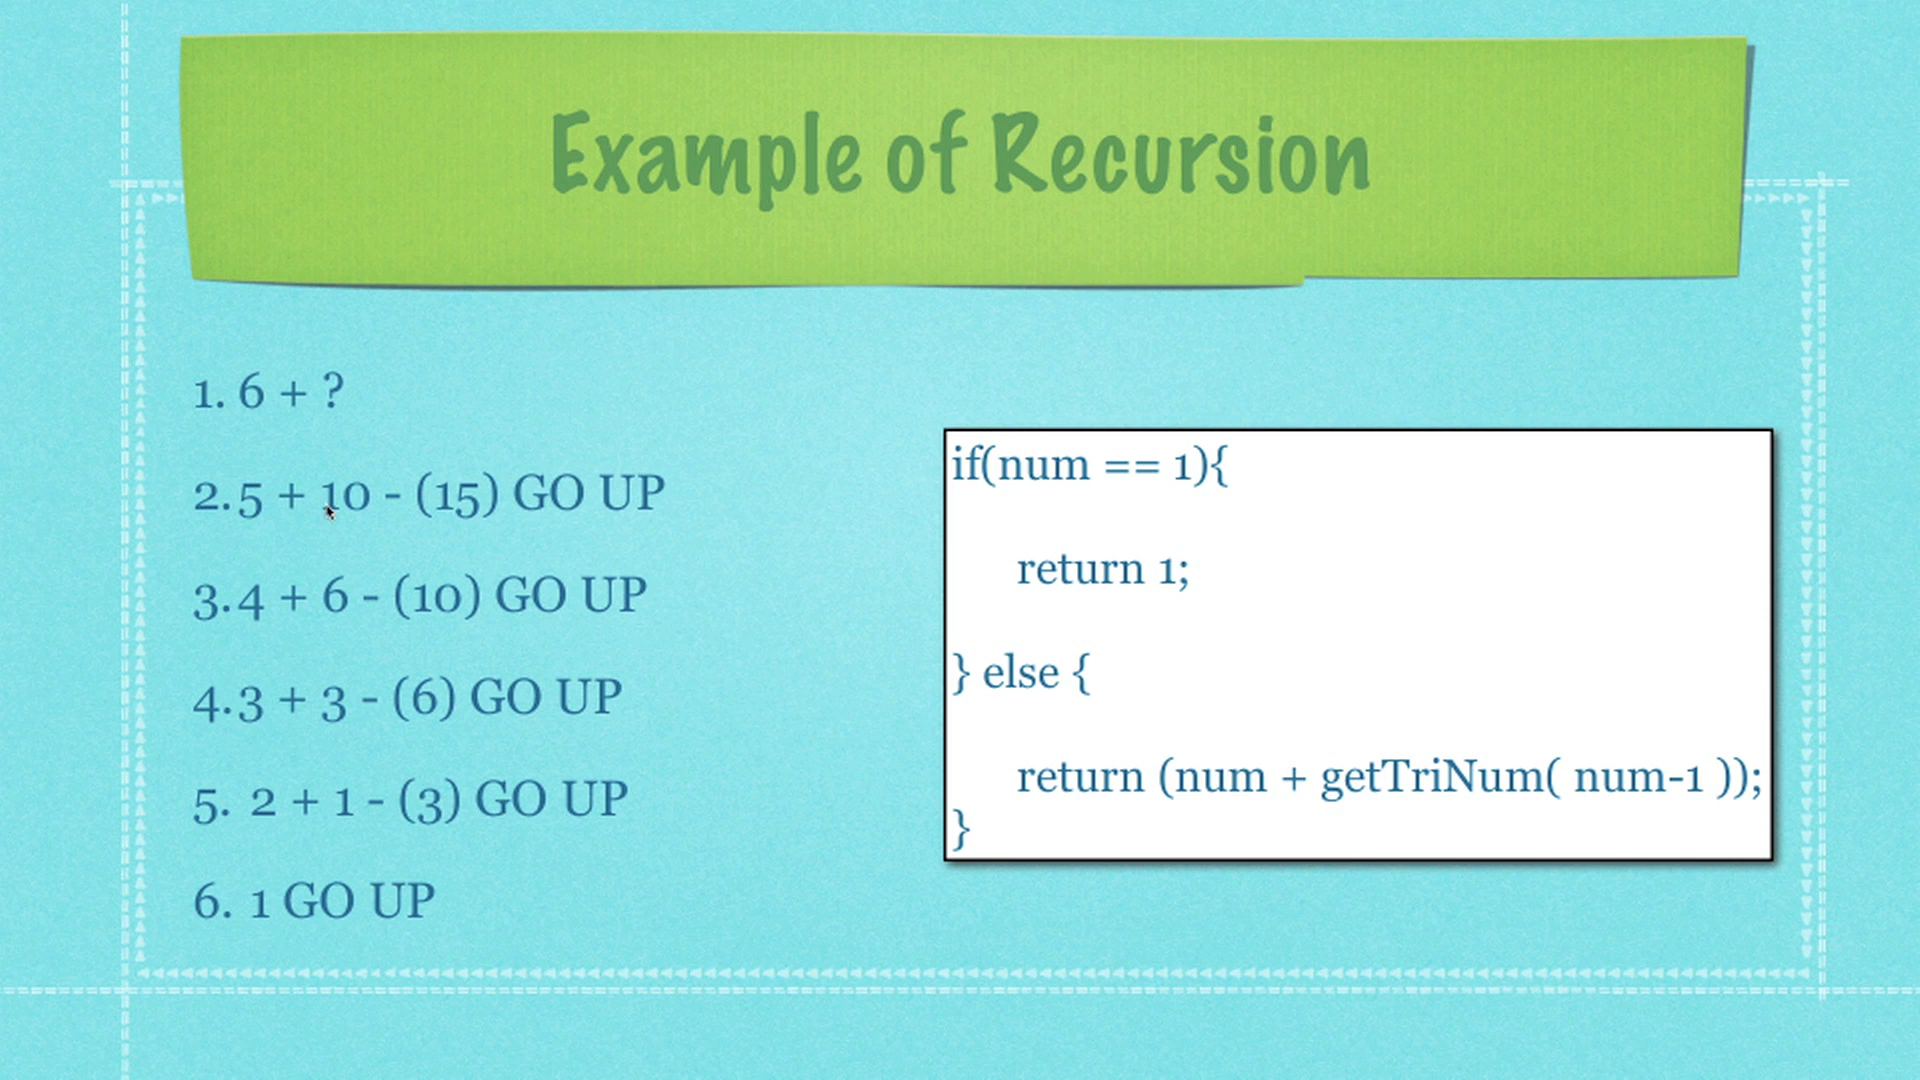 Example of Recursion
1. 6 + ?
2.5 + 10 - (15) GO UP
3.4 + 6 - (10) GO UP
4.3 + 3 - (6) GO UP
5. 2 + 1 - (3) GO UP
6. 1 GO UP
if(num == 1){
return 1;
} else {
return (num + getTriNum( num-1 ));
}